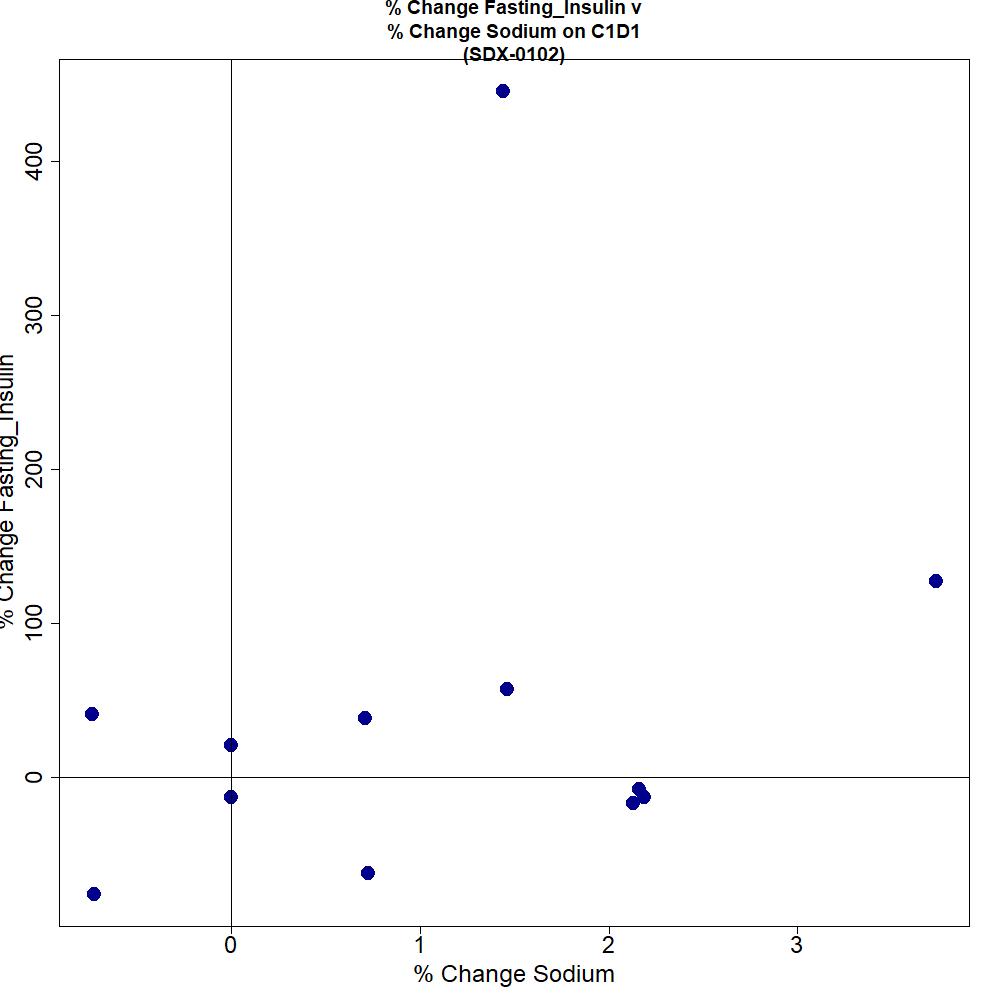 % Change Fasting_Insulin v
% Change Sodium on C1D1
(SDX-0102)
% Change Fasting_Insulin
400
300
200
100
0
0 1 2 3
% Change Sodium